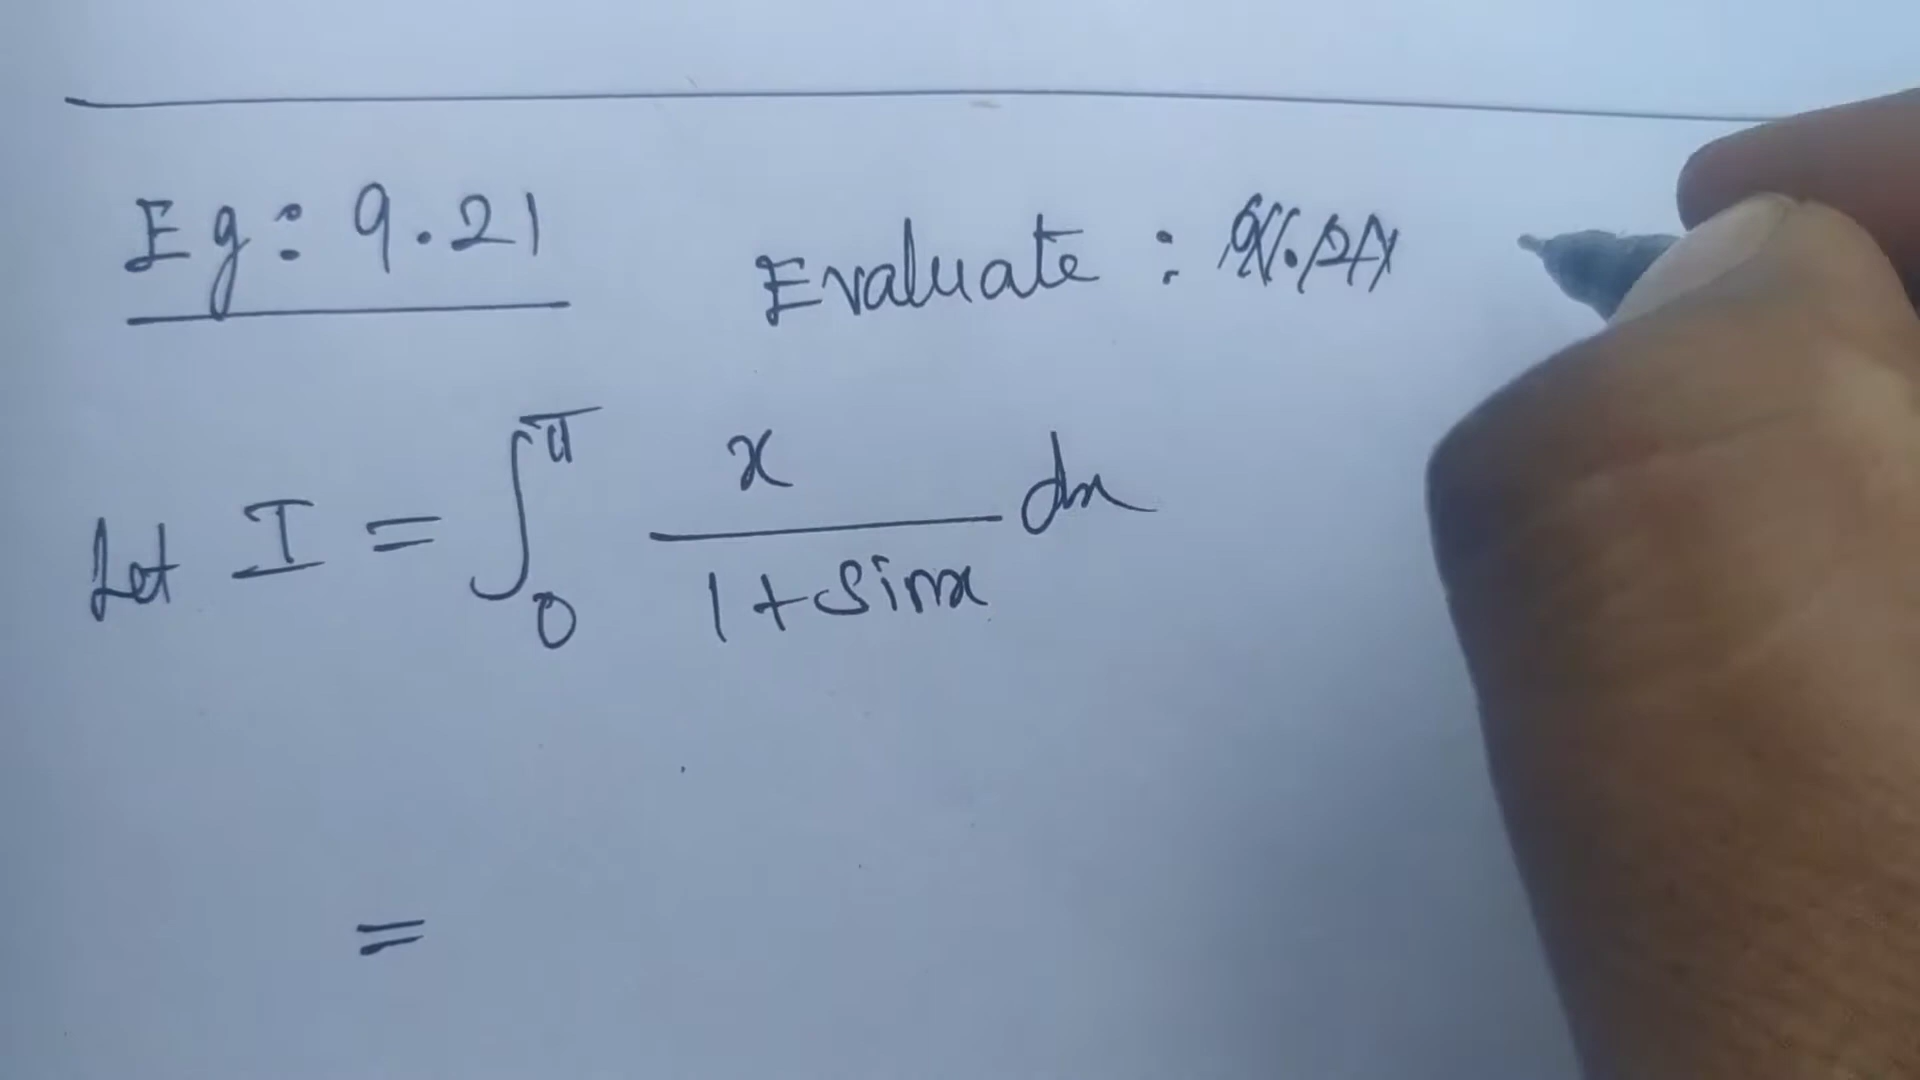 Eg: 9.21
Evaluate :
Let I = ∫₀^π x / (1 + sinx) dx
=